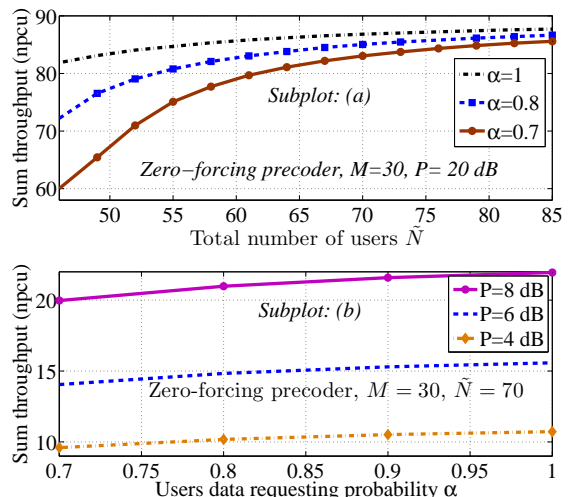 Sum throughput (npcu)
90
80
70
60
α=1
α=0.8
α=0.7
Subplot: (a)
Zero−forcing precoder, M=30, P= 20 dB
50 55 60 65 70 75 80 85
Total number of users Ñ
Sum throughput (npcu)
20
15
10
P=8 dB
P=6 dB
P=4 dB
Subplot: (b)
Zero-forcing precoder, M = 30, Ñ = 70
0.7 0.75 0.8 0.85 0.9 0.95 1
Users data requesting probability α